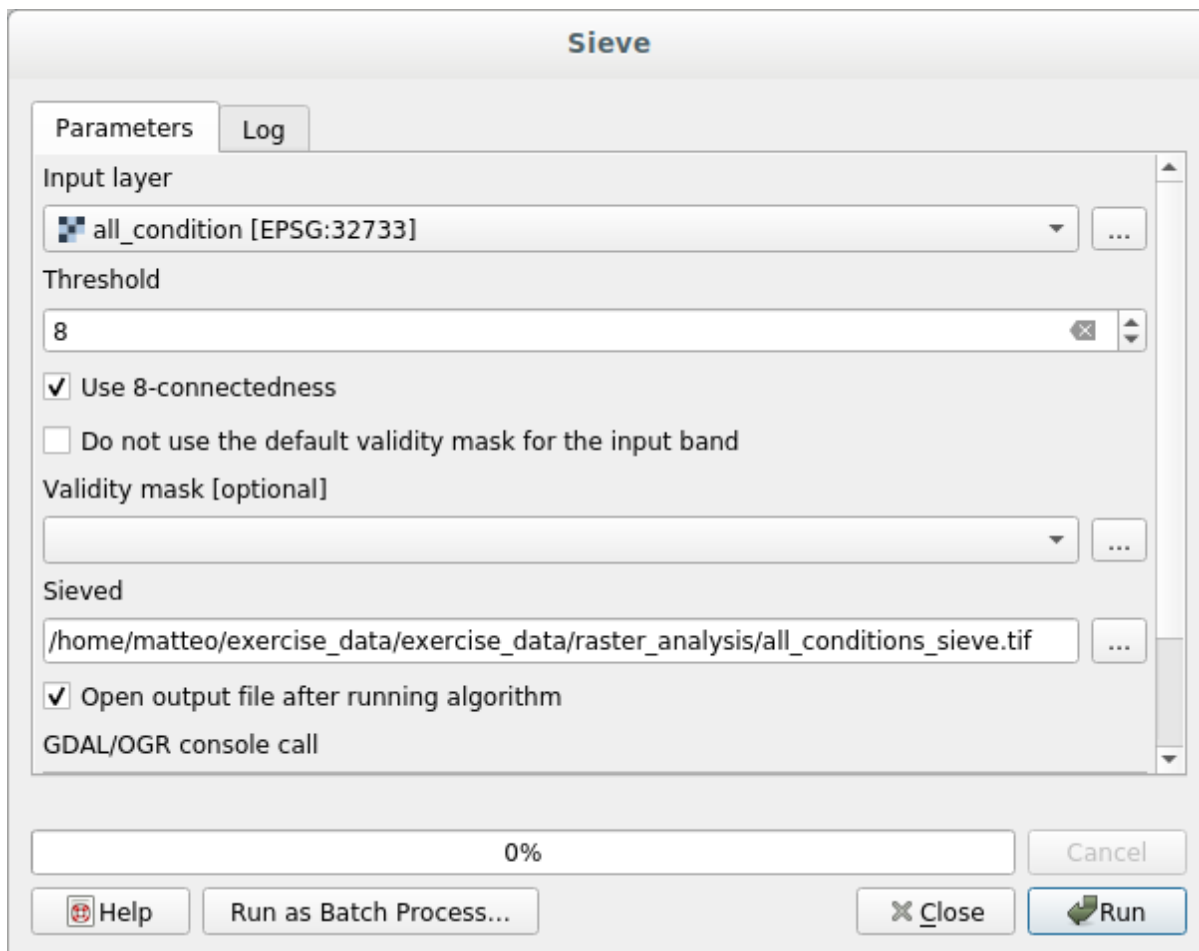 Sieve
Parameters
Log
Input layer
all_condition [EPSG:32733]
...
Threshold
8
Use 8-connectedness
Do not use the default validity mask for the input band
Validity mask [optional]
...
Sieved
/home/matteo/exercise_data/exercise_data/raster_analysis/all_conditions_sieve.tif
...
Open output file after running algorithm
GDAL/OGR console call
0%
Cancel
Help
Run as Batch Process...
Close
Run